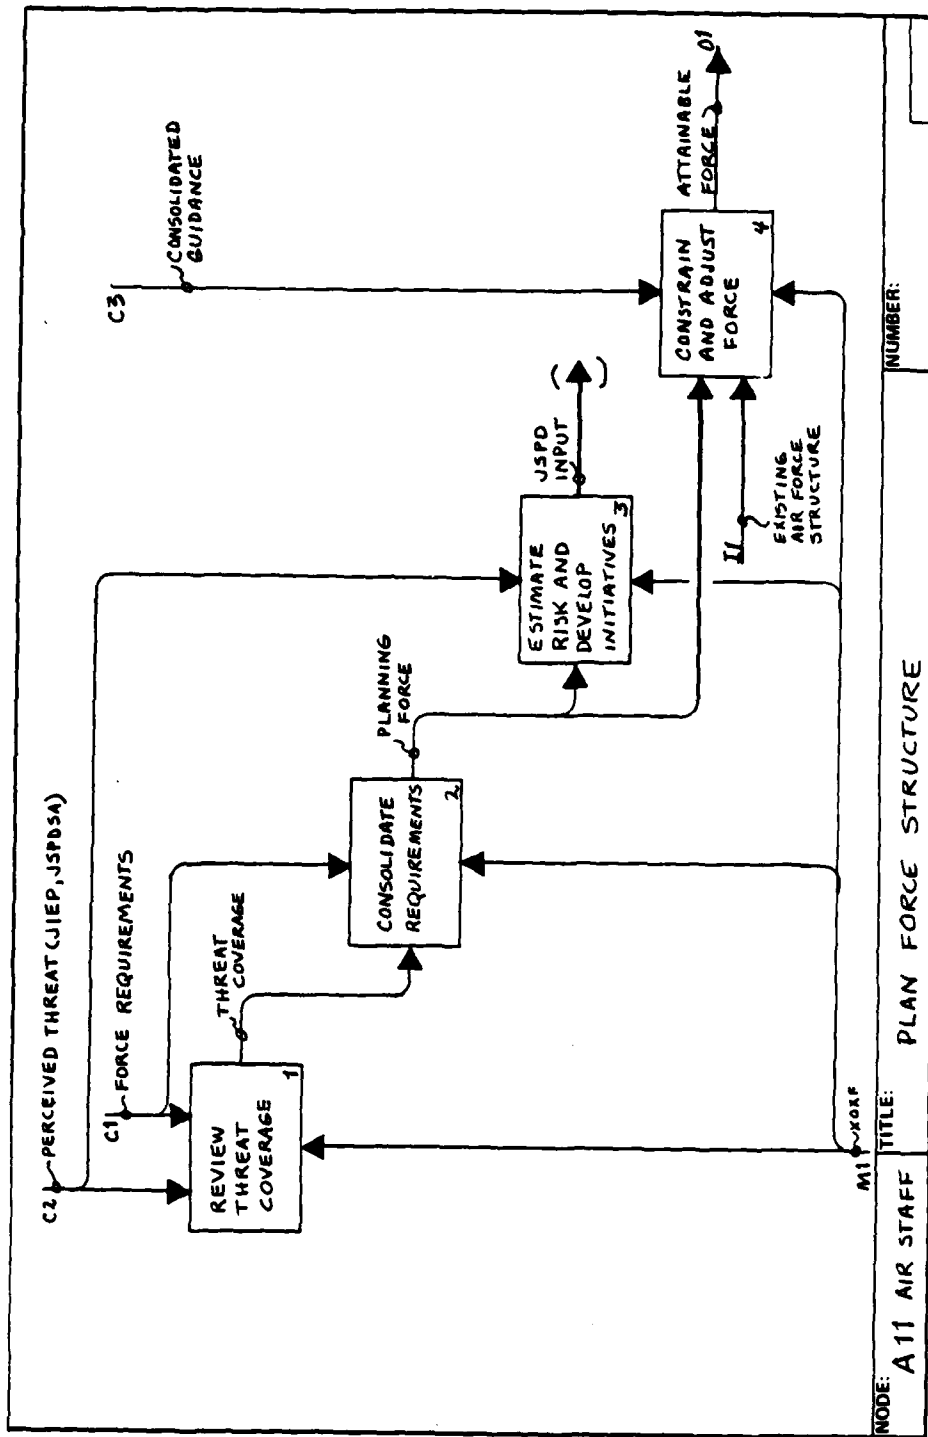 C2
PERCEIVED THREAT (JIEP, JSPDSA)
C1
FORCE REQUIREMENTS
C3
CONSOLIDATED
GUIDANCE
REVIEW
THREAT
COVERAGE
1
THREAT
COVERAGE
CONSOLIDATE
REQUIREMENTS
2
PLANNING
FORCE
ESTIMATE
RISK AND
DEVELOP
INITIATIVES
3
JSPD
INPUT
( )
I1
EXISTING
AIR FORCE
STRUCTURE
CONSTRAIN
AND ADJUST
FORCE
4
ATTAINABLE
FORCE
O1
M1
XOXF
NODE:
A11 AIR STAFF
TITLE:
PLAN FORCE STRUCTURE
NUMBER: